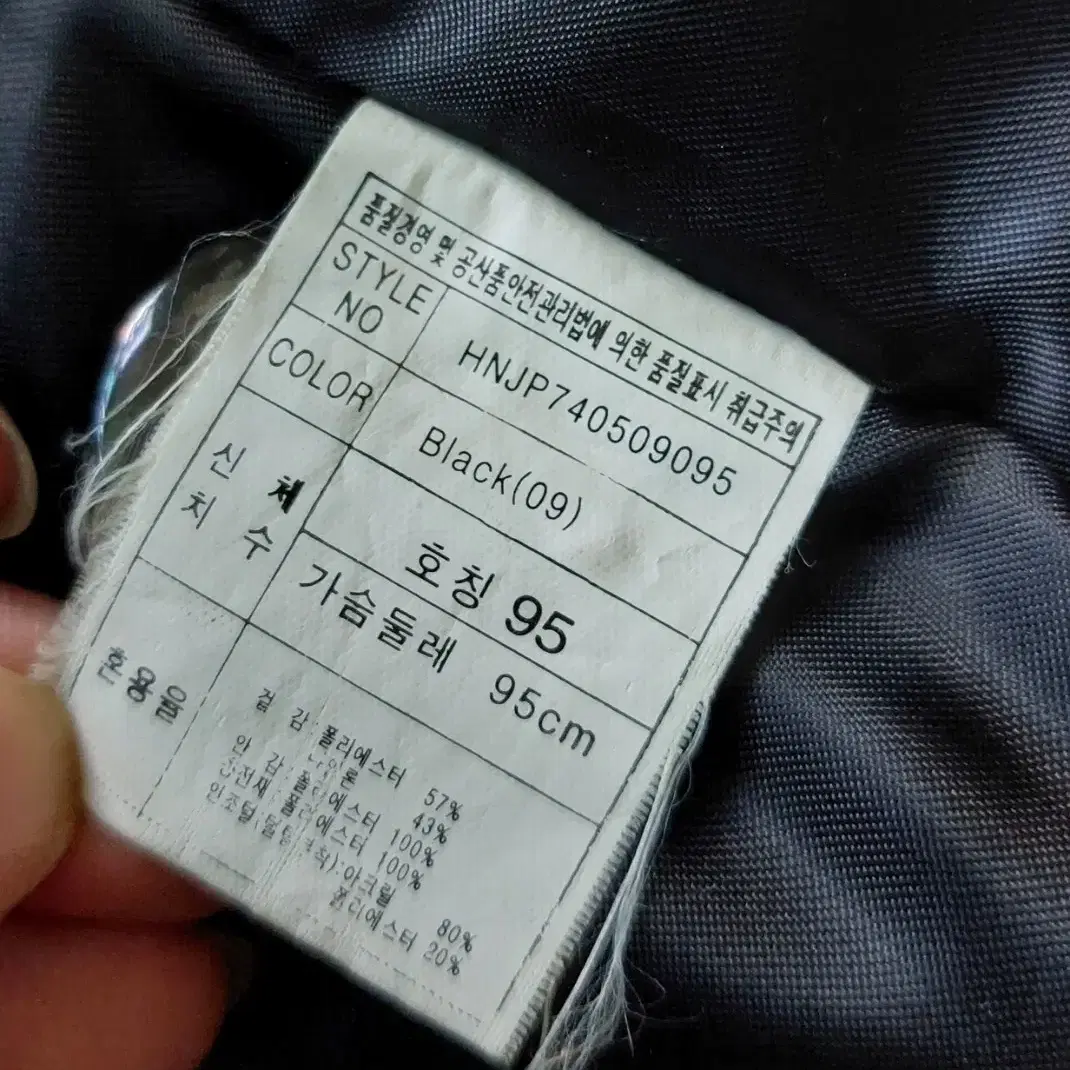 품질경영 및 공산품안전관리법에 의한 품질표시 취급주의
STYLE NO
HNJP740509095
COLOR
Black(09)
신 체
치 수
호칭 95
가슴둘레 95cm
혼용율
겉 감:폴리에스터 57%
나일론 43%
안 감:폴리에스터 100%
충전재:폴리에스터 100%
인조털 아크릴 80%
폴리에스터 20%